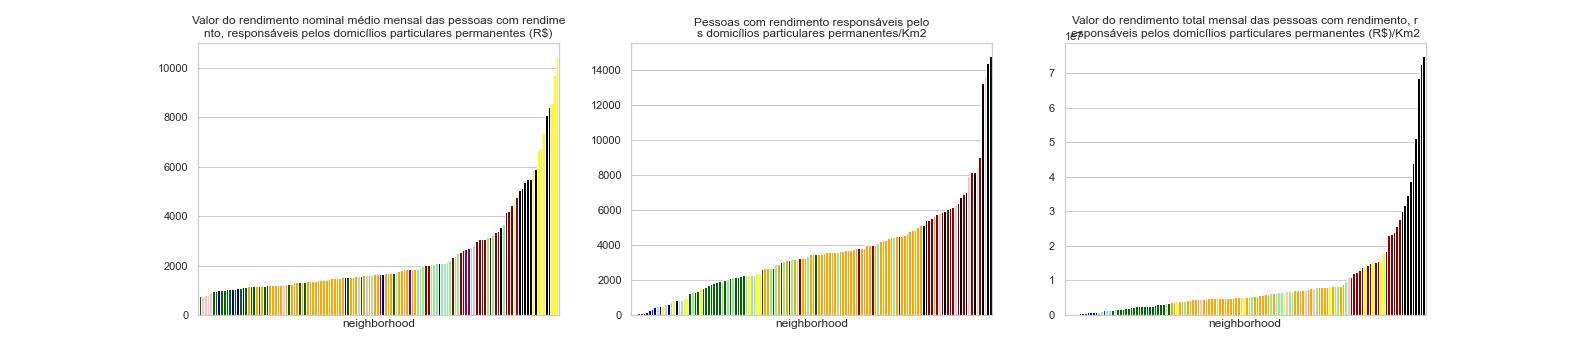 Valor do rendimento nominal médio mensal das pessoas com rendime
nto, responsáveis pelos domicílios particulares permanentes (R$)
10000
8000
6000
4000
2000
0
neighborhood
Pessoas com rendimento responsáveis pelo
s domicílios particulares permanentes/Km2
14000
12000
10000
8000
6000
4000
2000
0
neighborhood
Valor do rendimento total mensal das pessoas com rendimento, r
esponsáveis pelos domicílios particulares permanentes (R$)/Km2
1e7
7
6
5
4
3
2
1
0
neighborhood